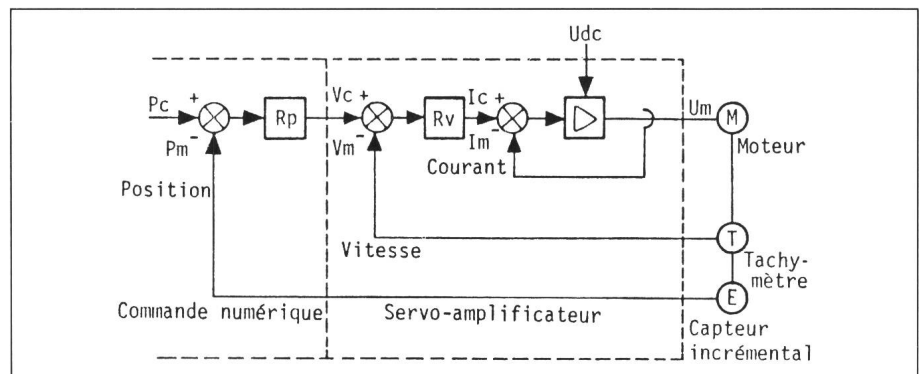 Udc
Pc
+
Pm
-
Rp
Vc
+
Vm
-
Rv
Ic
+
Im
-
Um
M
Moteur
Courant
Position
Vitesse
T
Tachy-
mètre
E
Commande numérique
Servo-amplificateur
Capteur
incrémental